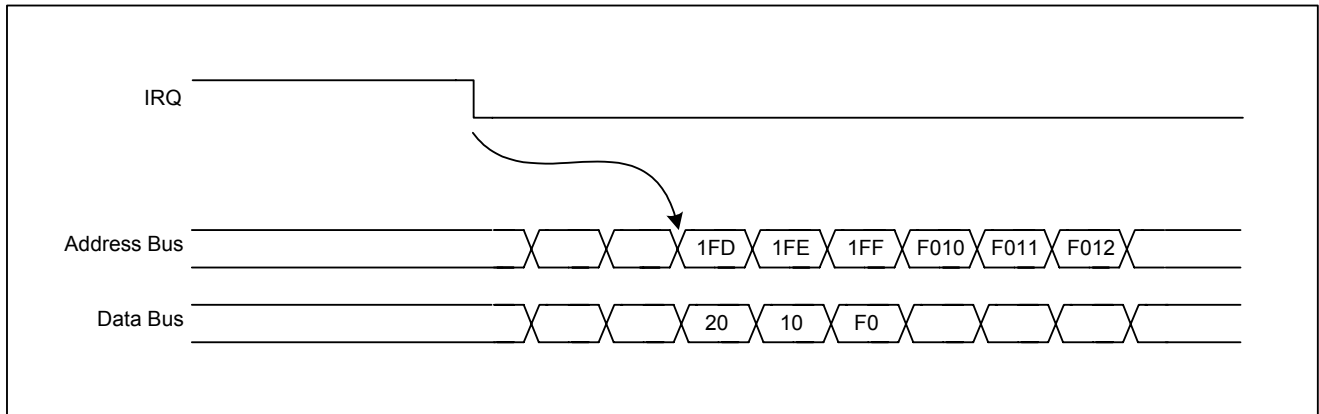 IRQ
Address Bus 1FD 1FE 1FF F010 F011 F012
Data Bus 20 10 F0